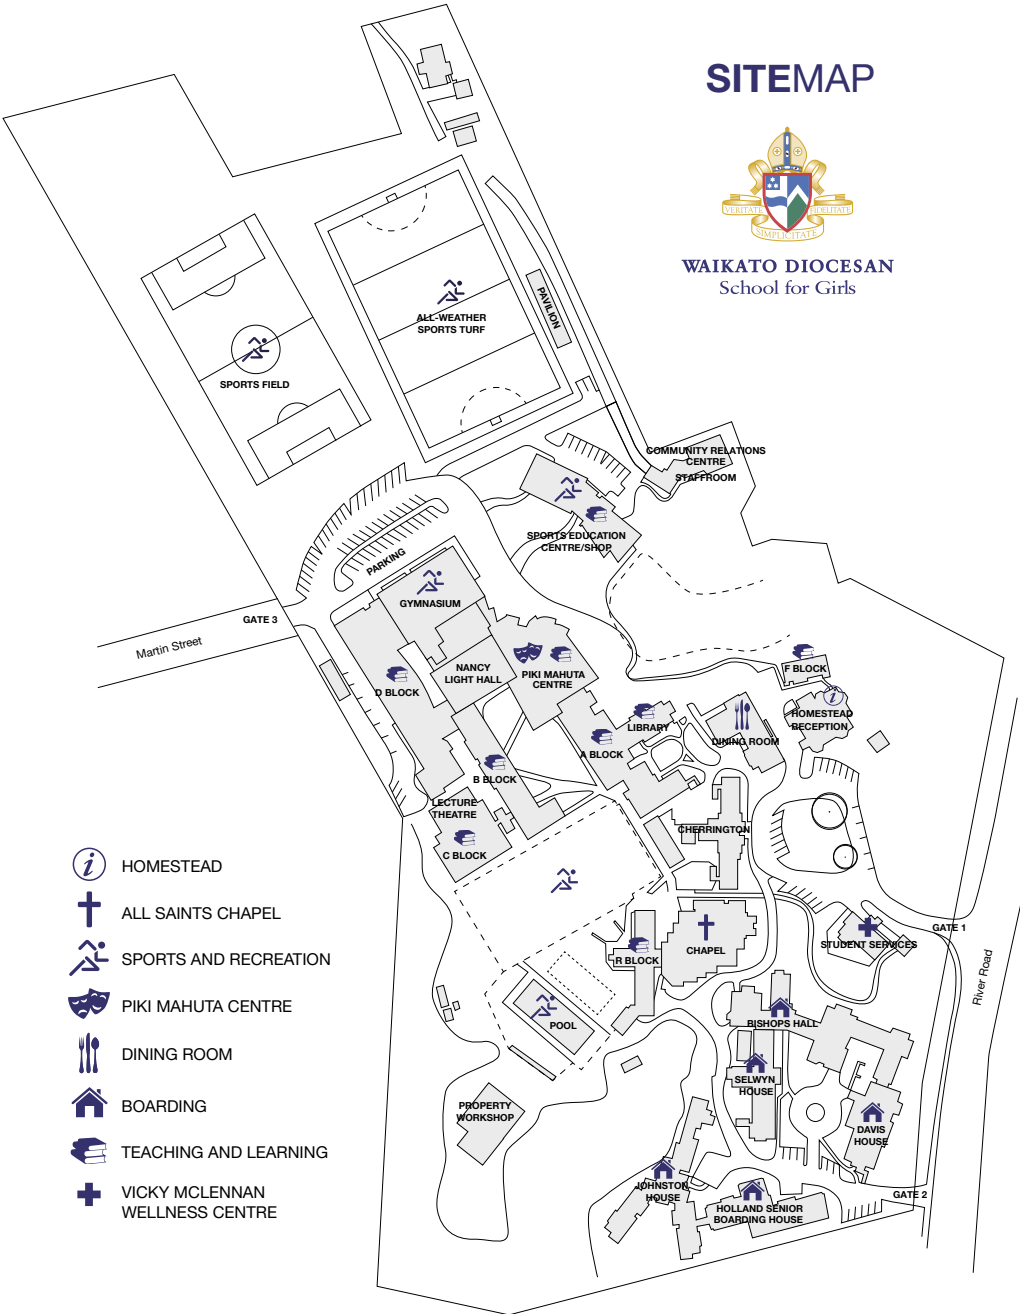 SITEMAP
VERITATE
FIDELITATE
SIMPLICITATE
WAIKATO DIOCESAN
School for Girls
PAVILION
ALL-WEATHER
SPORTS TURF
SPORTS FIELD
COMMUNITY RELATIONS
CENTRE
STAFFROOM
SPORTS EDUCATION
CENTRE/SHOP
PARKING
GYMNASIUM
GATE 3
Martin Street
NANCY
LIGHT HALL
PIKI MAHUTA
CENTRE
D BLOCK
F BLOCK
HOMESTEAD
RECEPTION
LIBRARY
DINING ROOM
A BLOCK
B BLOCK
LECTURE
THEATRE
C BLOCK
CHERRINGTON
GATE 1
STUDENT SERVICES
CHAPEL
R BLOCK
River Road
POOL
BISHOPS HALL
SELWYN
HOUSE
PROPERTY
WORKSHOP
DAVIS
HOUSE
JOHNSTON
HOUSE
GATE 2
HOLLAND SENIOR
BOARDING HOUSE
i HOMESTEAD
ALL SAINTS CHAPEL
SPORTS AND RECREATION
PIKI MAHUTA CENTRE
DINING ROOM
BOARDING
TEACHING AND LEARNING
VICKY MCLENNAN
WELLNESS CENTRE